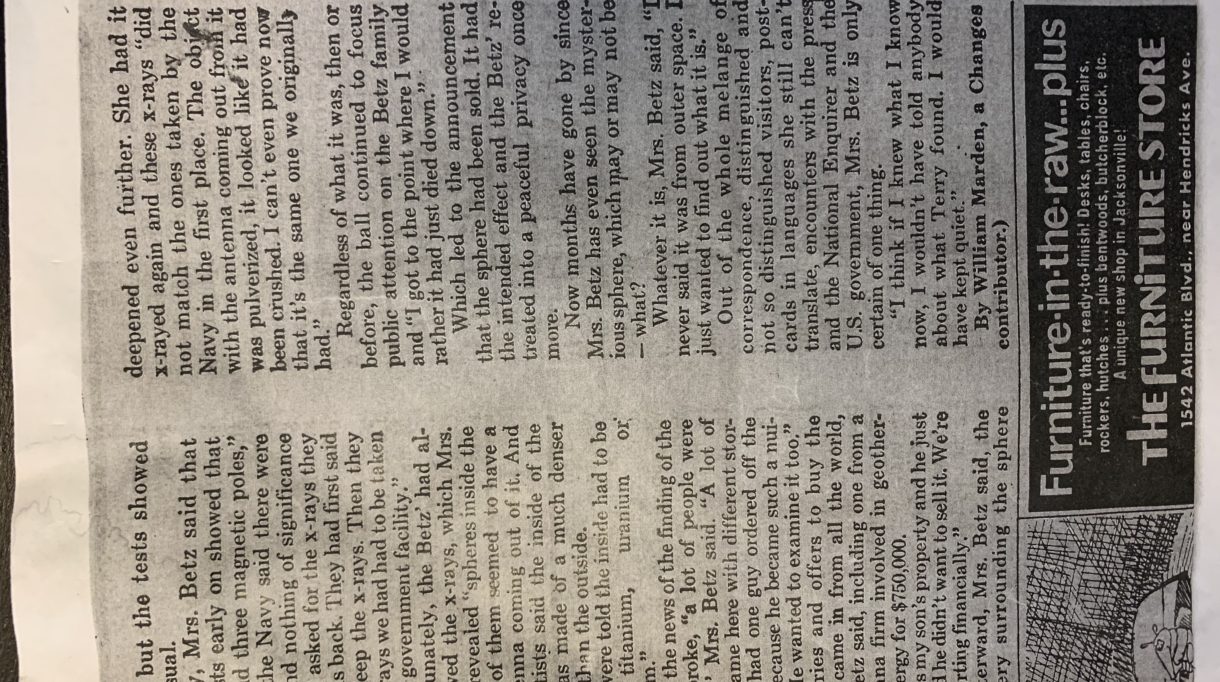 but the tests showed
sual.
y, Mrs. Betz said that
sts early on showed that
d three magnetic poles,”
the Navy said there were
nd nothing of significance
asked for the x-rays they
s back. They had first said
eep the x-rays. Then they
rays we had had to be taken
government facility.”
unately, the Betz’ had al-
wed the x-rays, which Mrs.
revealed “spheres inside the
of them seemed to have a
enna coming out of it. And
tists said the inside of the
as made of a much denser
than the outside.
were told the inside had to be
titanium, uranium or
m.”
the news of the finding of the
broke, “a lot of people were
’ Mrs. Betz said. “A lot of
ame here with different stor-
had one guy ordered off the
because he became such a nui-
He wanted to examine it too.”
ries and offers to buy the
came in from all the world,
etz said, including one from a
na firm involved in geother-
ergy for $750,000.
s my son’s property and he just
d he didn’t want to sell it. We’re
rting financially.”
terward, Mrs. Betz said, the
ery surrounding the sphere
deepened even further. She had it
x-rayed again and these x-rays “did
not match the ones taken by the
Navy in the first place. The object
with the antenna coming out from it
was pulverized, it looked like it had
been crushed. I can’t even prove now
that it’s the same one we originally
had.”
Regardless of what it was, then or
before, the ball continued to focus
public attention on the Betz family
and “I got to the point where I would
rather it had just died down.”
Which led to the announcement
that the sphere had been sold. It had
the intended effect and the Betz’ re-
treated into a peaceful privacy once
more.
Now months have gone by since
Mrs. Betz has even seen the myster-
ious sphere, which may or may not be
— what?
Whatever it is, Mrs. Betz said, “I
never said it was from outer space. I
just wanted to find out what it is.”
Out of the whole melange of
correspondence, distinguished and
not so distinguished visitors, post-
cards in languages she still can’t
translate, encounters with the press
and the National Enquirer and the
U.S. government, Mrs. Betz is only
certain of one thing.
“I think if I knew what I know
now, I wouldn’t have told anybody
about what Terry found. I would
have kept quiet.”
By William Marden, a Changes
contributor.)
Furniture-in-the-raw...plus
Furniture that’s ready-to-finish! Desks, tables, chairs,
rockers, hutches . . . plus bentwoods, butcherblock, etc.
A unique new shop in Jacksonville!
THE FURNITURE STORE
1542 Atlantic Blvd., near Hendricks Ave.